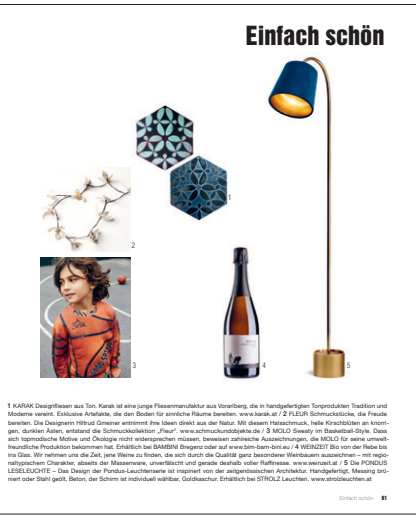 Einfach schön
1
2
3
4
5
1 KARAK Designfliesen aus Ton. Karak ist eine junge Fliesenmanufaktur aus Vorarlberg, die in handgefertigten Tonprodukten Tradition und
Moderne vereint. Exklusive Artefakte, die den Boden für sinnliche Räume bereiten. www.karak.at / 2 FLEUR Schmuckstücke, die Freude
bereiten. Die Designerin Hiltrud Gmeiner entnimmt ihre Ideen direkt aus der Natur. Mit diesem Halsschmuck, helle Kirschblüten an knorri-
gen, dunklen Ästen, entstand die Schmuckkollektion „Fleur". www.schmuckundobjekte.de / 3 MOLO Sweaty im Basketball-Style. Dass
sich topmodische Motive und Ökologie nicht widersprechen müssen, beweisen zahlreiche Auszeichnungen, die MOLO für seine umwelt-
freundliche Produktion bekommen hat. Erhältlich bei BAMBINI Bregenz oder auf www.bim-bam-bini.eu / 4 WEINZEIT Bio von der Rebe bis
ins Glas. Wir nehmen uns die Zeit, jene Weine zu finden, die sich durch die Qualität ganz besonderer Weinbauern auszeichnen – mit regio-
naltypischem Charakter, abseits der Massenware, unverfälscht und gerade deshalb voller Raffinesse. www.weinzeit.at / 5 Die PONDUS
LESELEUCHTE – Das Design der Pondus-Leuchtenserie ist inspiriert von der zeitgenössischen Architektur. Handgefertigt, Messing brü-
niert oder Stahl geölt, Beton, der Schirm ist individuell wählbar, Goldkaschur. Erhältlich bei STROLZ Leuchten. www.strolzleuchten.at
Einfach schön 81